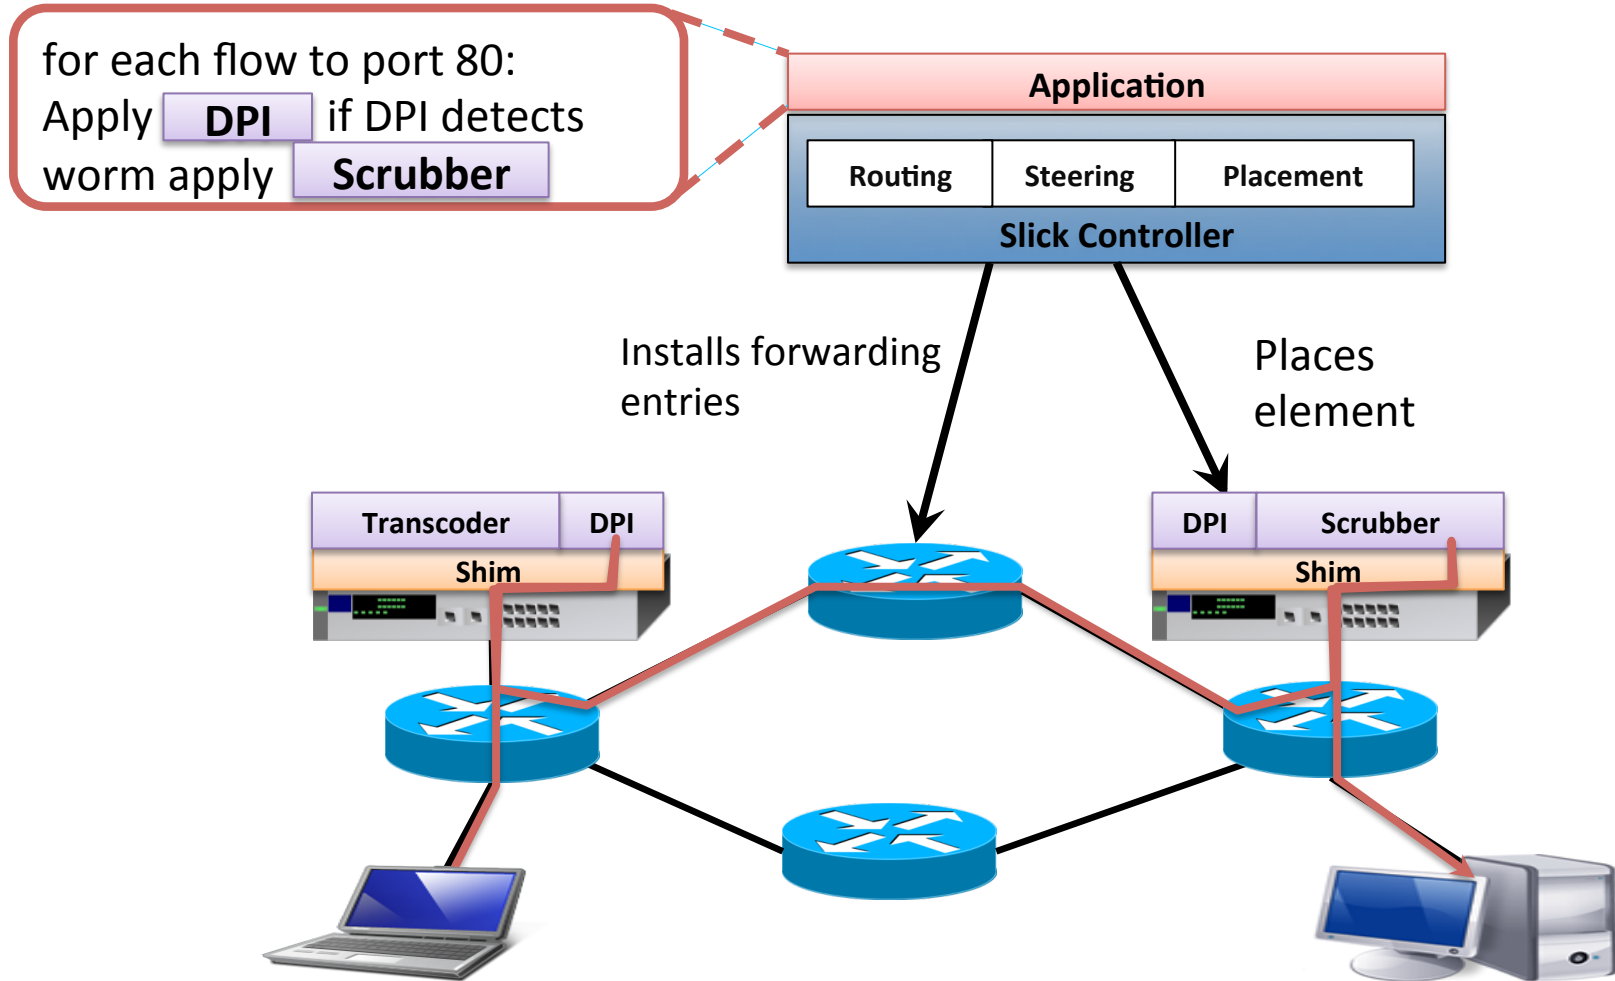 for each flow to port 80:
Apply DPI if DPI detects
worm apply Scrubber
Application
Routing Steering Placement
Slick Controller
Installs forwarding
entries
Places
element
Transcoder DPI
Shim
DPI Scrubber
Shim